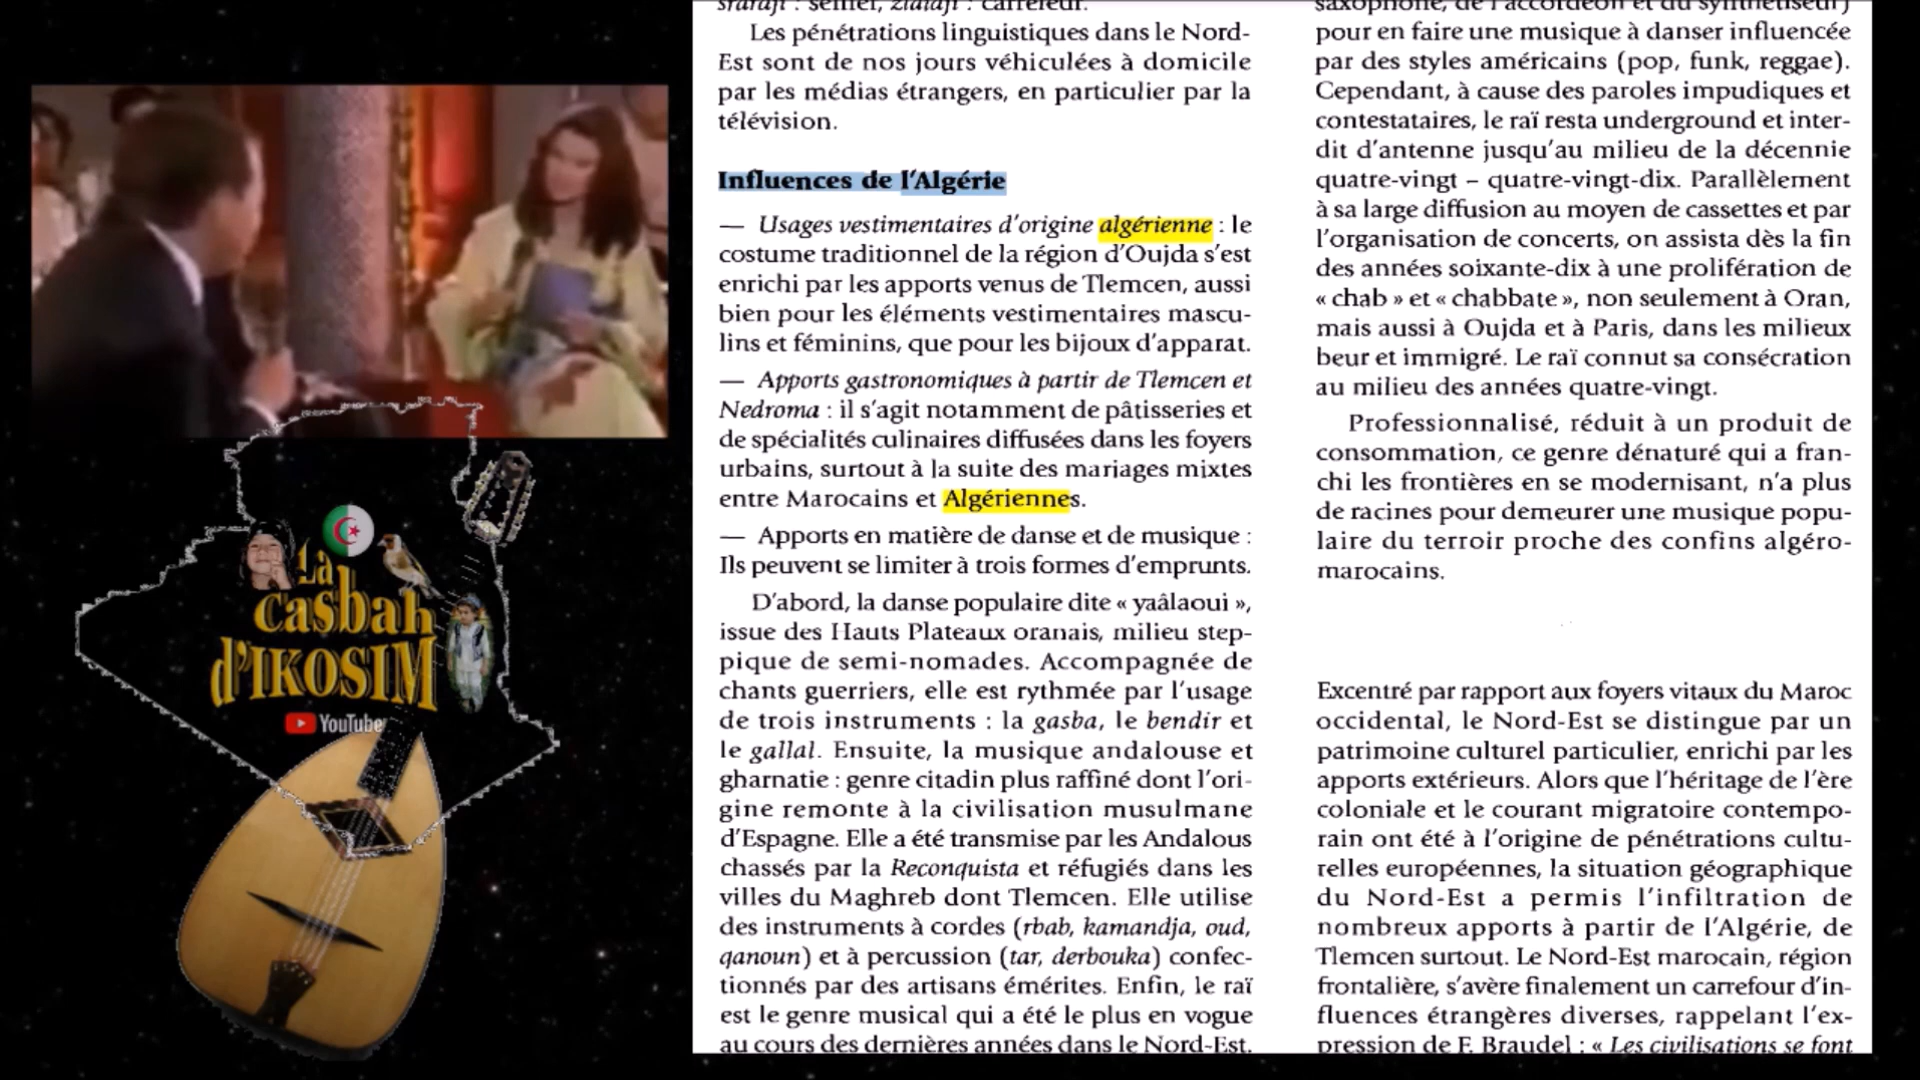 sfafaji : semel, zlalaji : carreleur.
Les pénétrations linguistiques dans le Nord-
Est sont de nos jours véhiculées à domicile
par les médias étrangers, en particulier par la
télévision.
Influences de l'Algérie
— Usages vestimentaires d'origine algérienne : le
costume traditionnel de la région d'Oujda s'est
enrichi par les apports venus de Tlemcen, aussi
bien pour les éléments vestimentaires mascu-
lins et féminins, que pour les bijoux d'apparat.
— Apports gastronomiques à partir de Tlemcen et
Nedroma : il s'agit notamment de pâtisseries et
de spécialités culinaires diffusées dans les foyers
urbains, surtout à la suite des mariages mixtes
entre Marocains et Algériennes.
— Apports en matière de danse et de musique :
Ils peuvent se limiter à trois formes d'emprunts.
D'abord, la danse populaire dite « yaâlaoui »,
issue des Hauts Plateaux oranais, milieu step-
pique de semi-nomades. Accompagnée de
chants guerriers, elle est rythmée par l'usage
de trois instruments : la gasba, le bendir et
le gallal. Ensuite, la musique andalouse et
gharnatie : genre citadin plus raffiné dont l'ori-
gine remonte à la civilisation musulmane
d'Espagne. Elle a été transmise par les Andalous
chassés par la Reconquista et réfugiés dans les
villes du Maghreb dont Tlemcen. Elle utilise
des instruments à cordes (rbab, kamandja, oud,
qanoun) et à percussion (tar, derbouka) confec-
tionnés par des artisans émérites. Enfin, le raï
est le genre musical qui a été le plus en vogue
au cours des dernières années dans le Nord-Est.
saxophone, de l'accordéon et du synthétiseur)
pour en faire une musique à danser influencée
par des styles américains (pop, funk, reggae).
Cependant, à cause des paroles impudiques et
contestataires, le raï resta underground et inter-
dit d'antenne jusqu'au milieu de la décennie
quatre-vingt – quatre-vingt-dix. Parallèlement
à sa large diffusion au moyen de cassettes et par
l'organisation de concerts, on assista dès la fin
des années soixante-dix à une prolifération de
« chab » et « chabbate », non seulement à Oran,
mais aussi à Oujda et à Paris, dans les milieux
beur et immigré. Le raï connut sa consécration
au milieu des années quatre-vingt.
Professionnalisé, réduit à un produit de
consommation, ce genre dénaturé qui a fran-
chi les frontières en se modernisant, n'a plus
de racines pour demeurer une musique popu-
laire du terroir proche des confins algéro-
marocains.
Excentré par rapport aux foyers vitaux du Maroc
occidental, le Nord-Est se distingue par un
patrimoine culturel particulier, enrichi par les
apports extérieurs. Alors que l'héritage de l'ère
coloniale et le courant migratoire contempo-
rain ont été à l'origine de pénétrations cultu-
relles européennes, la situation géographique
du Nord-Est a permis l'infiltration de
nombreux apports à partir de l'Algérie, de
Tlemcen surtout. Le Nord-Est marocain, région
frontalière, s'avère finalement un carrefour d'in-
fluences étrangères diverses, rappelant l'ex-
pression de F. Braudel : « Les civilisations se font
La
casbah
d'IKOSIM
YouTube